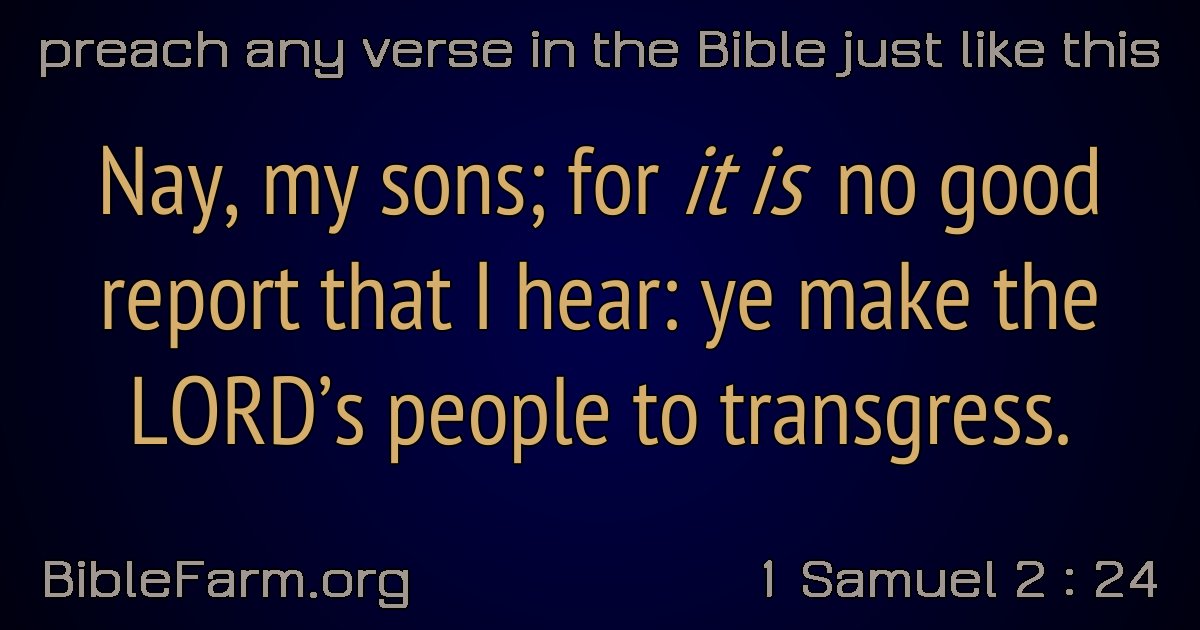 preach any verse in the Bible just like this
Nay, my sons; for it is no good
report that I hear: ye make the
LORD’s people to transgress.
BibleFarm.org
1 Samuel 2 : 24